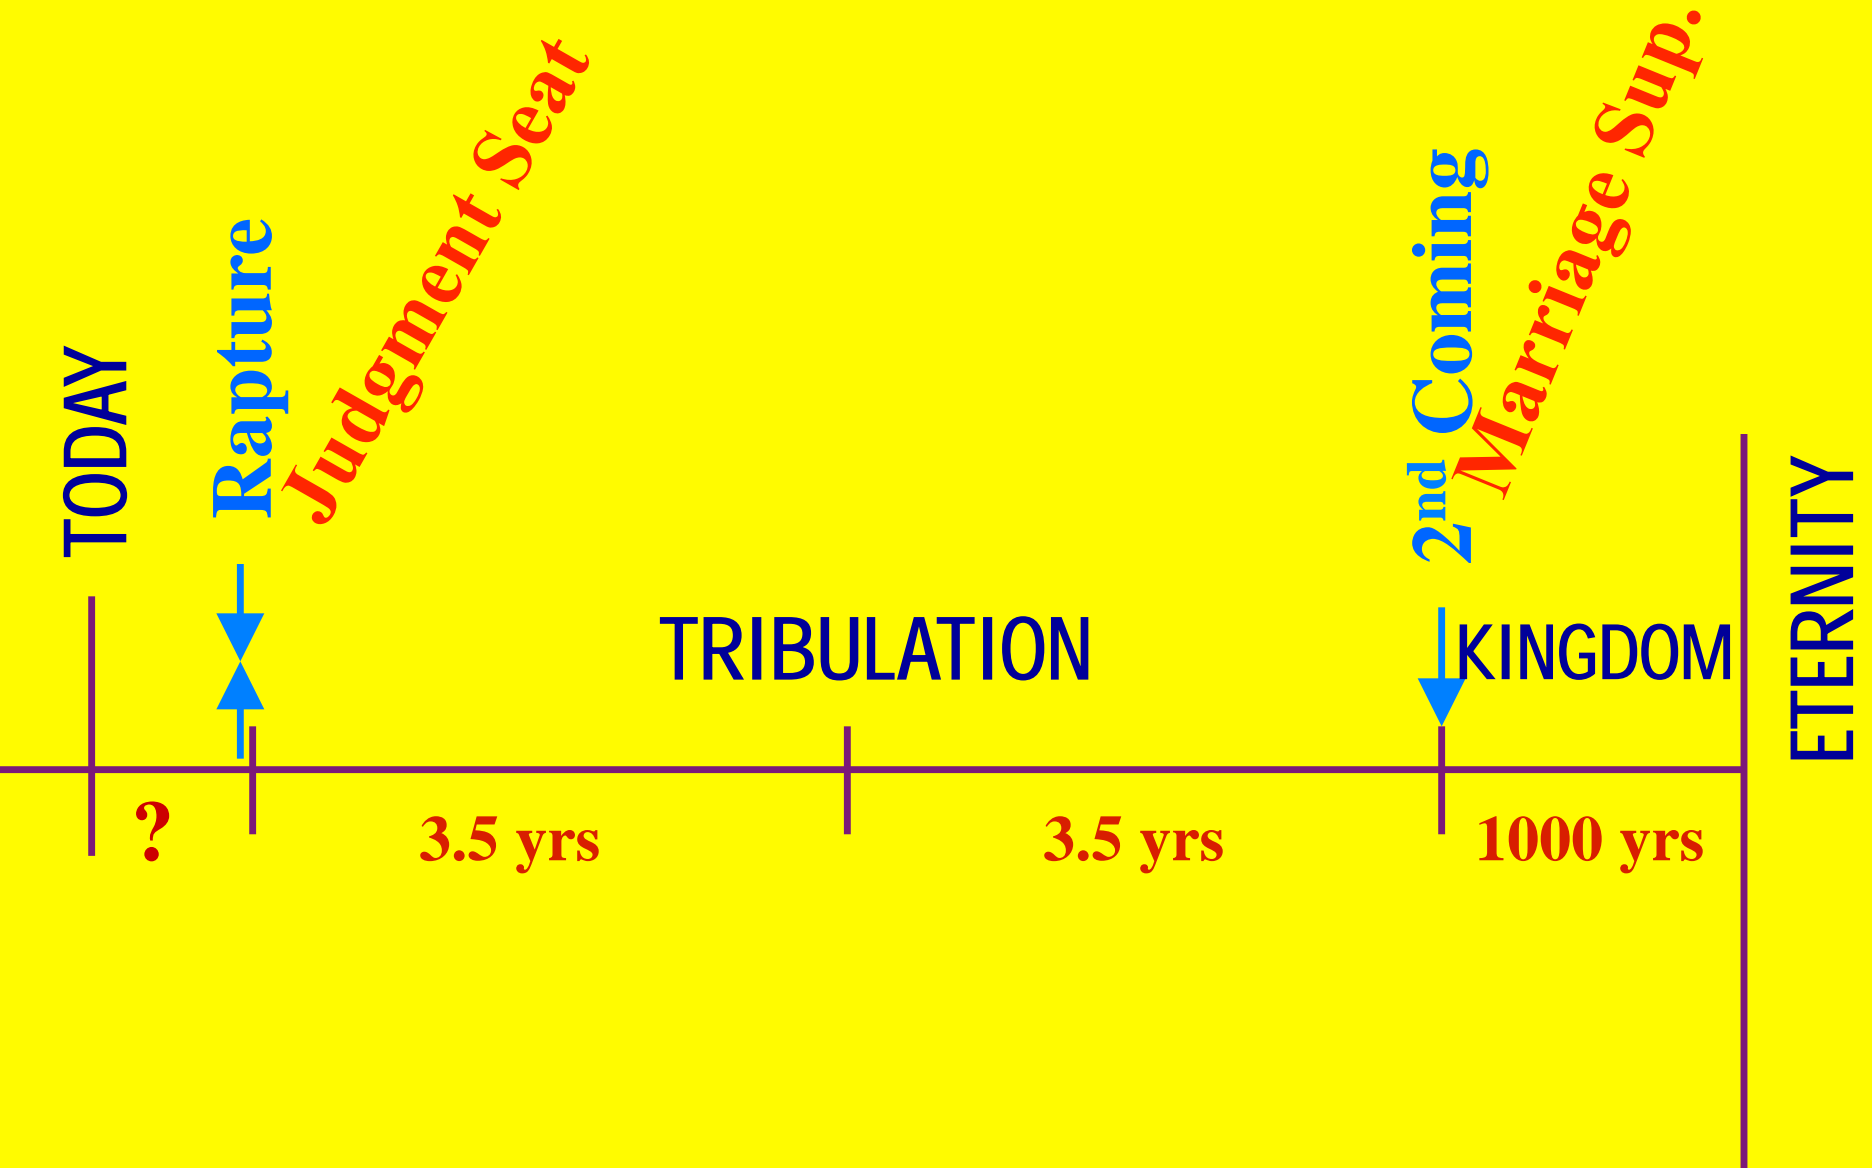 TODAY
Rapture
Judgment Seat
2nd Coming
Marriage Sup.
TRIBULATION
KINGDOM
ETERNITY
?
3.5 yrs
3.5 yrs
1000 yrs